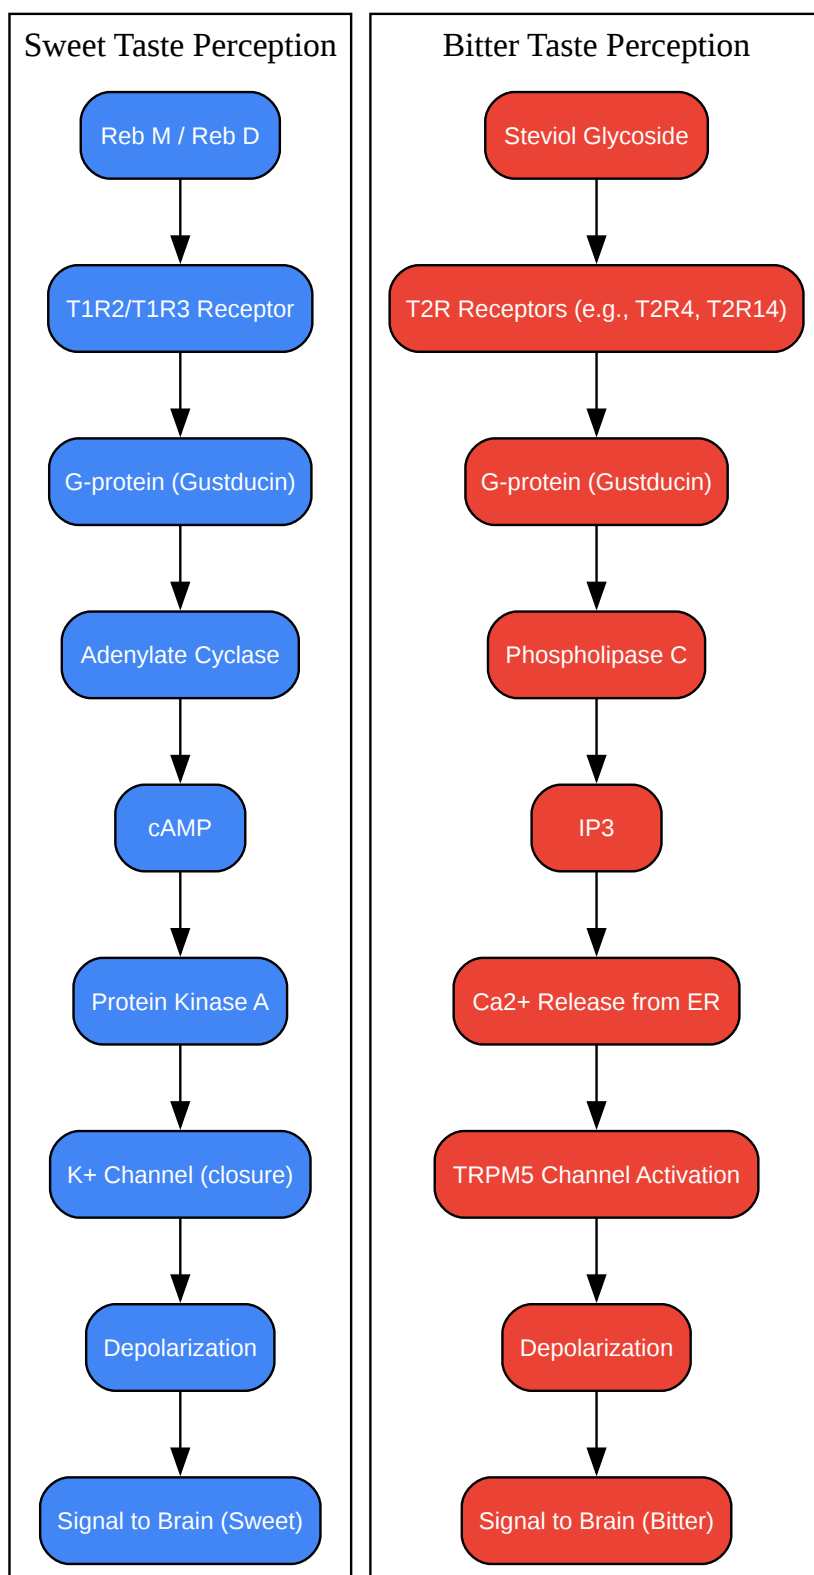 Sweet Taste Perception
Reb M / Reb D
T1R2/T1R3 Receptor
G-protein (Gustducin)
Adenylate Cyclase
cAMP
Protein Kinase A
K+ Channel (closure)
Depolarization
Signal to Brain (Sweet)
Bitter Taste Perception
Steviol Glycoside
T2R Receptors (e.g., T2R4, T2R14)
G-protein (Gustducin)
Phospholipase C
IP3
Ca2+ Release from ER
TRPM5 Channel Activation
Depolarization
Signal to Brain (Bitter)